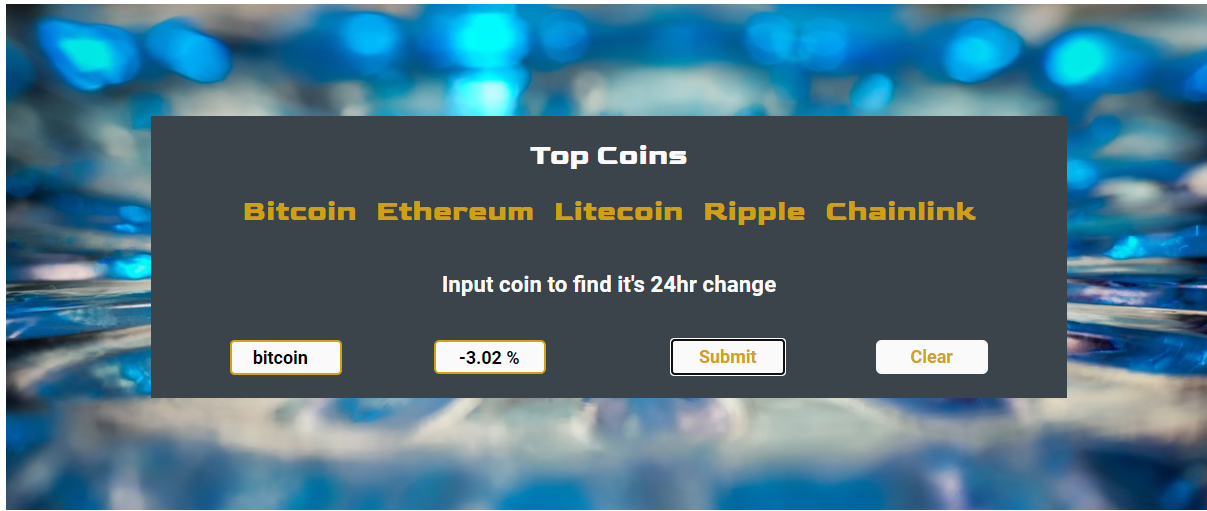 Top Coins
Bitcoin Ethereum Litecoin Ripple Chainlink
Input coin to find it's 24hr change
bitcoin -3.02 % Submit Clear